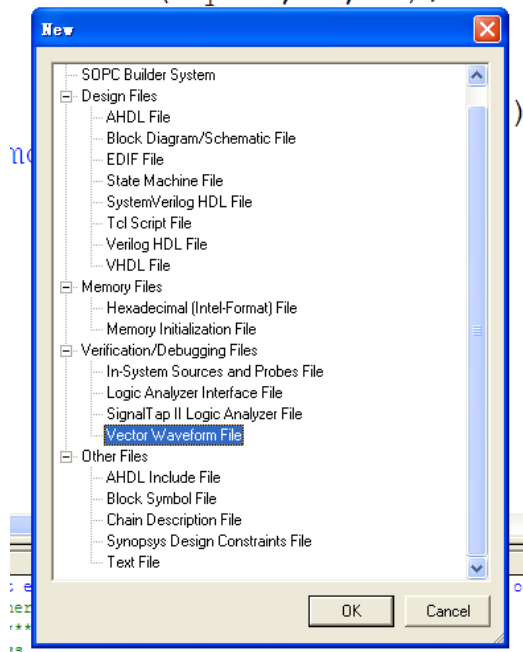 New
SOPC Builder System
Design Files
AHDL File
Block Diagram/Schematic File
EDIF File
State Machine File
SystemVerilog HDL File
Tcl Script File
Verilog HDL File
VHDL File
Memory Files
Hexadecimal (Intel-Format) File
Memory Initialization File
Verification/Debugging Files
In-System Sources and Probes File
Logic Analyzer Interface File
SignalTap II Logic Analyzer File
Vector Waveform File
Other Files
AHDL Include File
Block Symbol File
Chain Description File
Synopsys Design Constraints File
Text File
OK Cancel